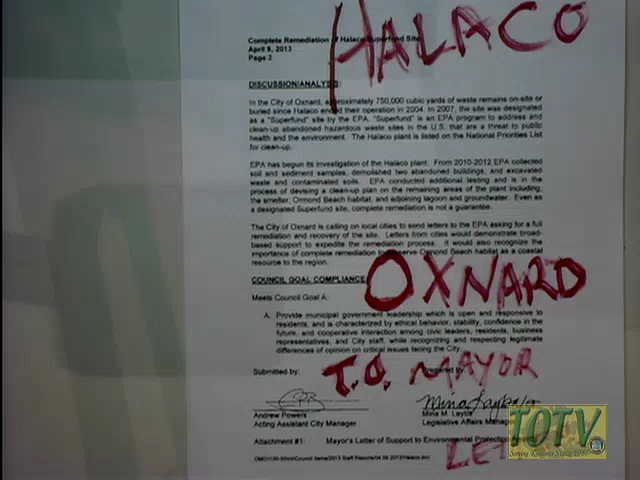 HALACO
Complete Remediation of Halaco Superfund Site
April 9, 2013
Page 2
DISCUSSION/ANALYSIS:
In the City of Oxnard, approximately 750,000 cubic yards of waste remains on-site or
buried since Halaco ended their operation in 2004. In 2007, the site was designated
as a "Superfund" site by the EPA. "Superfund" is an EPA program to address and
clean-up abandoned hazardous waste sites in the U.S. that are a threat to public
health and the environment. The Halaco plant is listed on the National Priorities List
for clean-up.
EPA has begun its investigation of the Halaco plant. From 2010-2012 EPA collected
soil and sediment samples, demolished two abandoned buildings, and excavated
waste and contaminated soils. EPA conducted additional testing and is in the
process of devising a clean-up plan on the remaining areas of the plant including,
the smelter, Ormond Beach habitat, and adjoining lagoon and groundwater. Even as
a designated Superfund site, complete remediation is not a guarantee.
The City of Oxnard is calling on local cities to send letters to the EPA asking for a full
remediation and recovery of the site. Letters from cities would demonstrate broad-
based support to expedite the remediation process. It would also recognize the
importance of complete remediation to preserve Ormond Beach habitat as a coastal
resource to the region.
COUNCIL GOAL COMPLIANCE
OXNARD
Meets Council Goal A:
A. Provide municipal government leadership which is open and responsive to
residents, and is characterized by ethical behavior, stability, confidence in the
future, and cooperative interaction among civic leaders, residents, business
representatives, and City staff, while recognizing and respecting legitimate
differences of opinion on critical issues facing the City
T.O. MAYOR
Submitted by: Prepared by:
Andrew Powers Mina M. Layba
Acting Assistant City Manager Legislative Affairs Manager
Attachment #1: Mayor's Letter of Support to Environmental Protection
LETTER
TOTV
Serving Viewers Since 1987